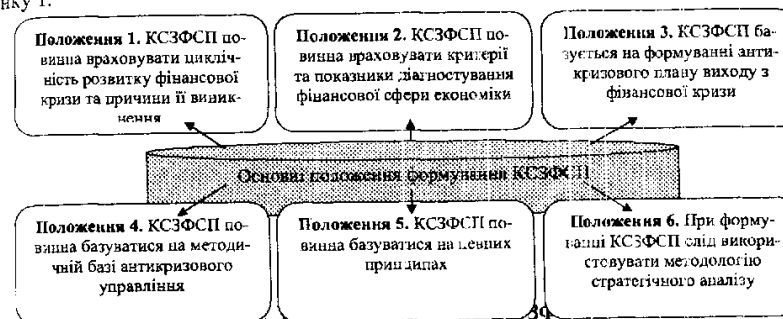 нку 1.
Положення 1. КСЗФСП по-
винна враховувати цикліч-
ність розвитку фінансової
кризи та причини її виник-
нення
Положення 2. КСЗФСП по-
винна враховувати критерії
та показники діагностування
фінансової сфери економіки
Положення 3. КСЗФСП ба-
зується на формуванні анти-
кризового плану виходу з
фінансової кризи
Основні положення формування КСЗФСП
Положення 4. КСЗФСП по-
винна базуватися на методи-
чній базі антикризового
управління
Положення 5. КСЗФСП по-
винна базуватися на певних
принципах
Положення 6. При форму-
ванні КСЗФСП слід викори-
стовувати методологію
стратегічного аналізу
39